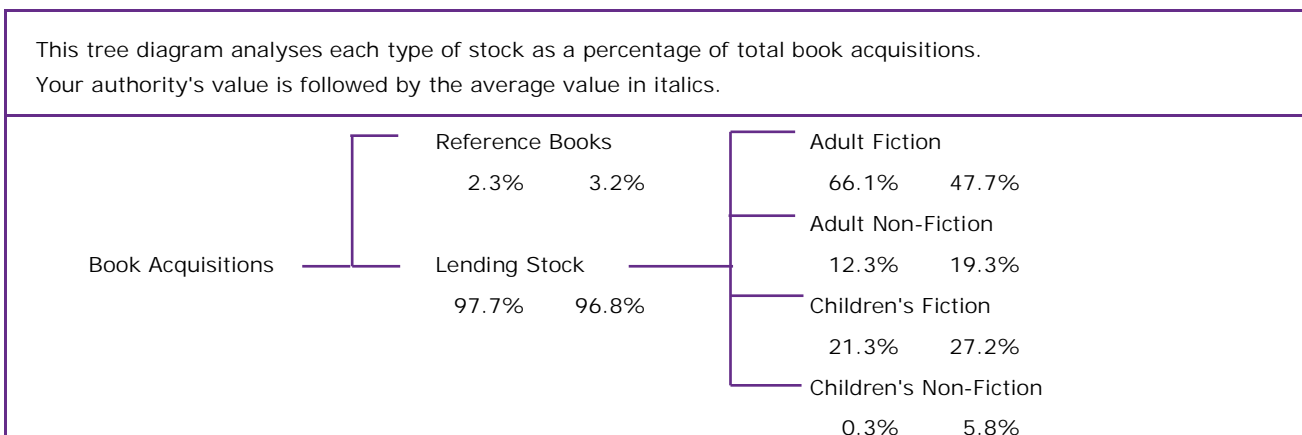 This tree diagram analyses each type of stock as a percentage of total book acquisitions.
Your authority's value is followed by the average value in italics.
Reference Books
2.3% 3.2%
Book Acquisitions
Lending Stock
97.7% 96.8%
Adult Fiction
66.1% 47.7%
Adult Non-Fiction
12.3% 19.3%
Children's Fiction
21.3% 27.2%
Children's Non-Fiction
0.3% 5.8%